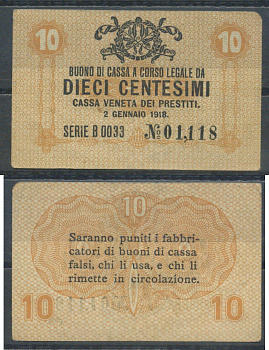 10 10
BUONO DI CASSA A CORSO LEGALE DA
DIECI CENTESIMI
CASSA VENETA DEI PRESTITI.
2 GENNAIO 1918.
SERIE B 0033 No 01,118
10
Saranno puniti i fabbri-
catori di buoni di cassa
falsi, chi li usa, e chi li
rimette in circolazione.
10 10